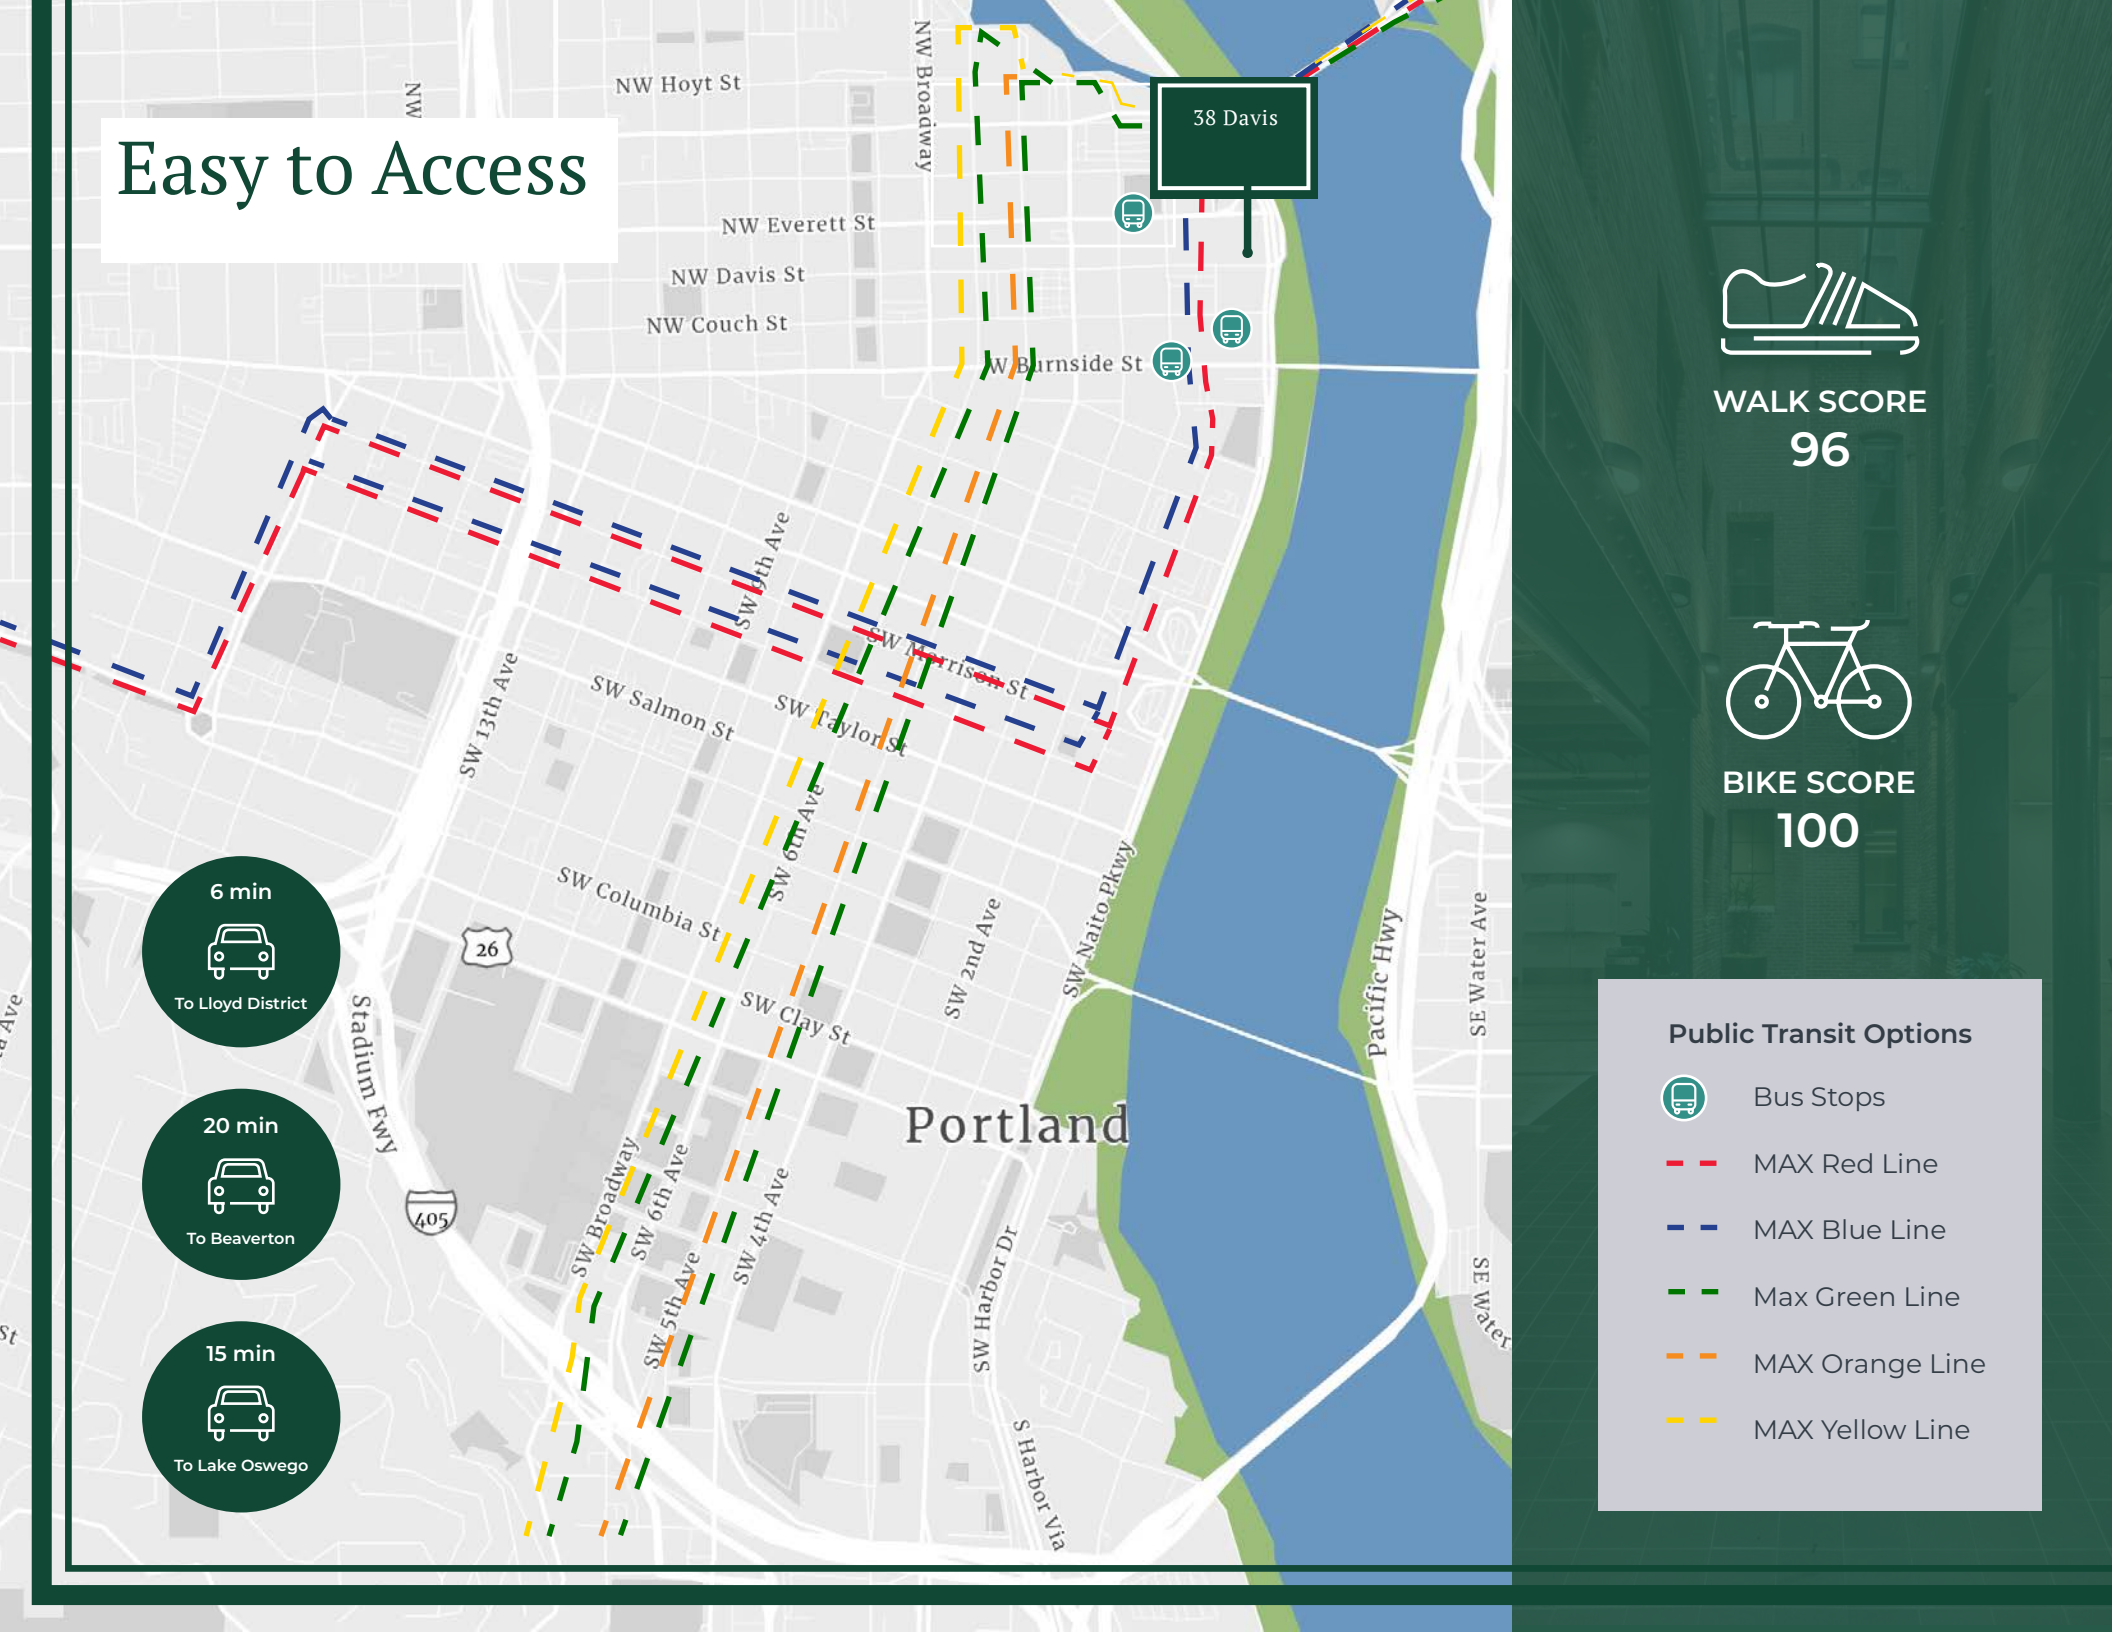 Easy to Access
38 Davis
NW
NW Hoyt St
NW Broadway
NW Everett St
NW Davis St
NW Couch St
W Burnside St
SW 9th Ave
SW Morrison St
SW 13th Ave
SW Salmon St
SW Taylor St
SW 6th Ave
SW Columbia St
SW 2nd Ave
SW Naito Pkwy
26
SW Clay St
Pacific Hwy
SE Water Ave
Stadium Fwy
Portland
405
SW Broadway
SW 6th Ave
SW 4th Ave
SW 5th Ave
SW Harbor Dr
SE Water
S Harbor Via
Ave
St
6 min
To Lloyd District
20 min
To Beaverton
15 min
To Lake Oswego
WALK SCORE
96
BIKE SCORE
100
Public Transit Options
Bus Stops
MAX Red Line
MAX Blue Line
Max Green Line
MAX Orange Line
MAX Yellow Line